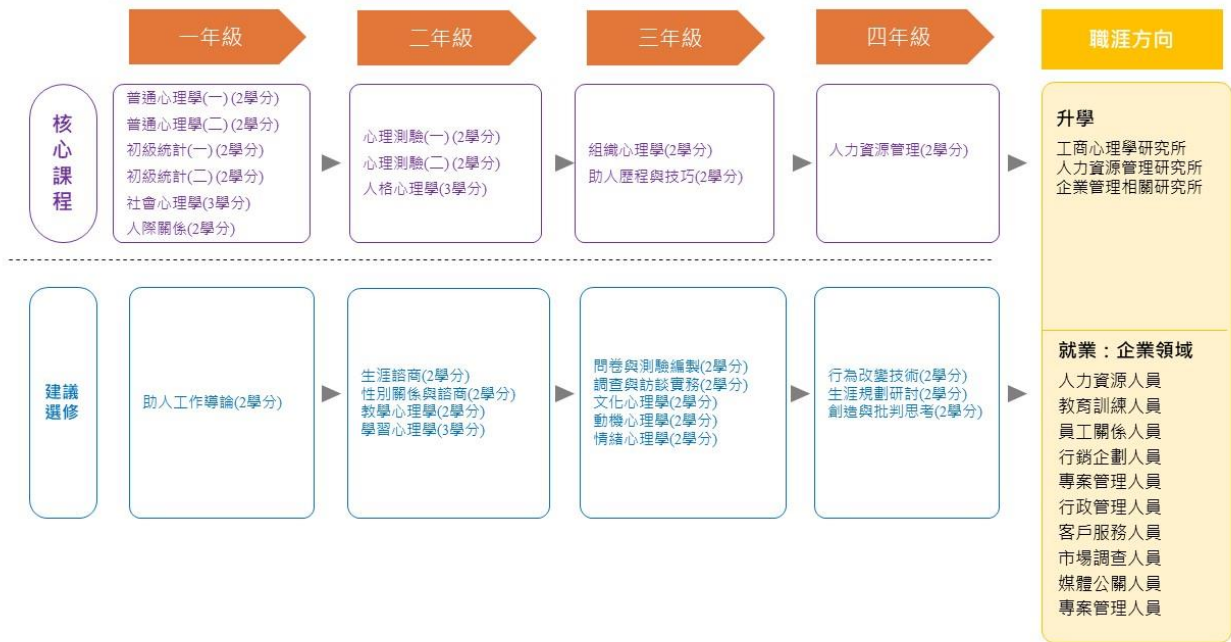 一年級
二年級
三年級
四年級
職涯方向
核心課程
普通心理學(一)(2學分)
普通心理學(二)(2學分)
初級統計(一)(2學分)
初級統計(二)(2學分)
社會心理學(3學分)
人際關係(2學分)
心理測驗(一)(2學分)
心理測驗(二)(2學分)
人格心理學(3學分)
組織心理學(2學分)
助人歷程與技巧(2學分)
人力資源管理(2學分)
升學
工商心理學研究所
人力資源管理研究所
企業管理相關研究所
建議
選修
助人工作導論(2學分)
生涯諮商(2學分)
性別關係與諮商(2學分)
教學心理學(2學分)
學習心理學(3學分)
問卷與測驗編製(2學分)
調查與訪談實務(2學分)
文化心理學(2學分)
動機心理學(2學分)
情緒心理學(2學分)
行為改變技術(2學分)
生涯規劃研討(2學分)
創造與批判思考(2學分)
就業：企業領域
人力資源人員
教育訓練人員
員工關係人員
行銷企劃人員
專案管理人員
行政管理人員
客戶服務人員
市場調查人員
媒體公關人員
專案管理人員